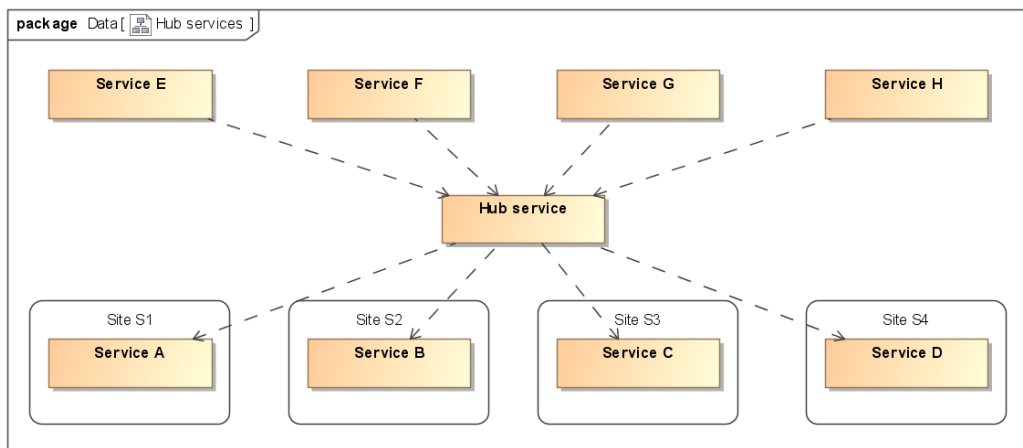 package Data [ Hub services ]
Service E Service F Service G Service H
Hub service
Site S1 Site S2 Site S3 Site S4
Service A Service B Service C Service D